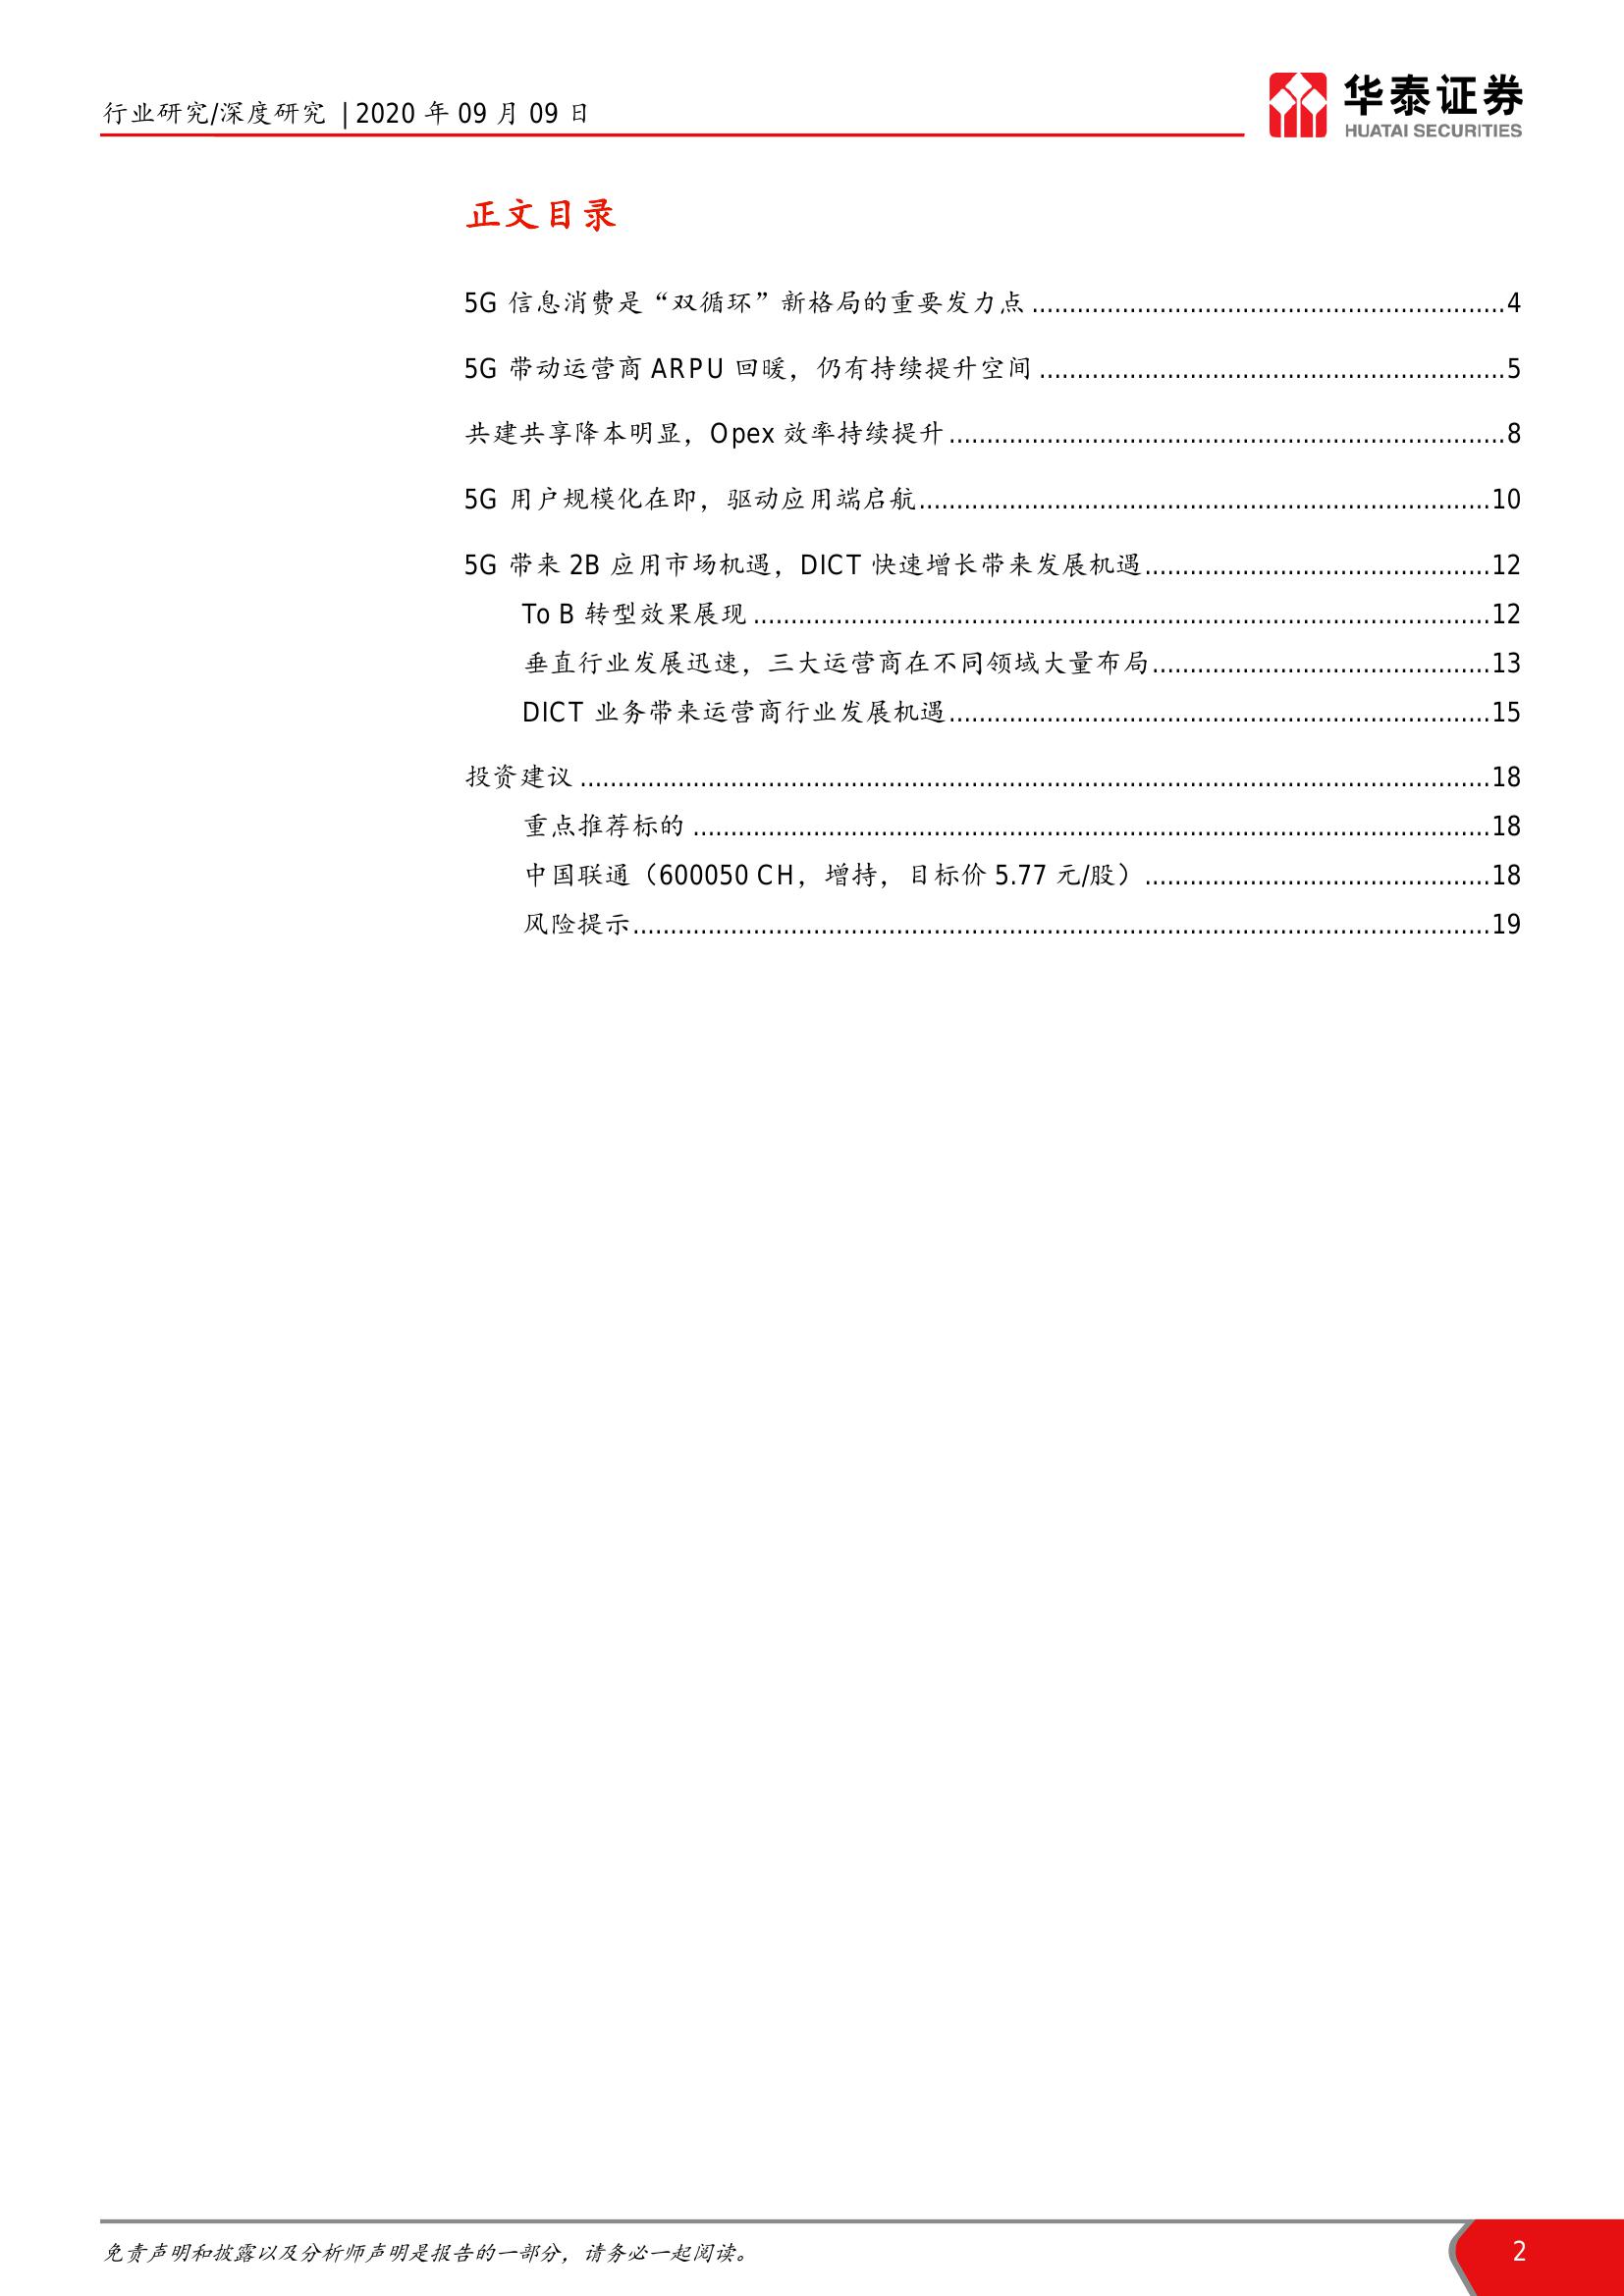 行业研究/深度研究 | 2020 年 09 月 09 日
华泰证券
HUATAI SECURITIES
正文目录
5G 信息消费是“双循环”新格局的重要发力点 ............................................................... 4
5G 带动运营商 ARPU 回暖，仍有持续提升空间 .............................................................. 5
共建共享降本明显，Opex 效率持续提升 .......................................................................... 8
5G 用户规模化在即，驱动应用端启航 ............................................................................ 10
5G 带来 2B 应用市场机遇，DICT 快速增长带来发展机遇 .............................................. 12
To B 转型效果展现 .................................................................................................. 12
垂直行业发展迅速，三大运营商在不同领域大量布局 ............................................. 13
DICT 业务带来运营商行业发展机遇 ........................................................................ 15
投资建议 ......................................................................................................................... 18
重点推荐标的 .......................................................................................................... 18
中国联通（600050 CH，增持，目标价 5.77 元/股） .............................................. 18
风险提示 .................................................................................................................. 19
免责声明和披露以及分析师声明是报告的一部分，请务必一起阅读。
2